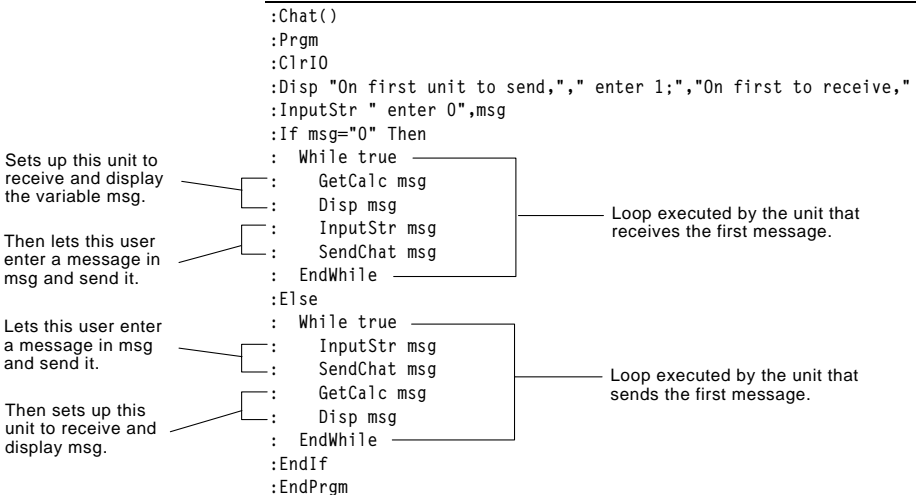 :Chat()
:Prgm
:ClrIO
:Disp "On first unit to send,"," enter 1;","On first to receive,"
:InputStr " enter 0",msg
:If msg="0" Then
:  While true
:    GetCalc msg
:    Disp msg
:    InputStr msg
:    SendChat msg
:  EndWhile
:Else
:  While true
:    InputStr msg
:    SendChat msg
:    GetCalc msg
:    Disp msg
:  EndWhile
:EndIf
:EndPrgm
Sets up this unit to
receive and display
the variable msg.
Then lets this user
enter a message in
msg and send it.
Lets this user enter
a message in msg
and send it.
Then sets up this
unit to receive and
display msg.
Loop executed by the unit that
receives the first message.
Loop executed by the unit that
sends the first message.